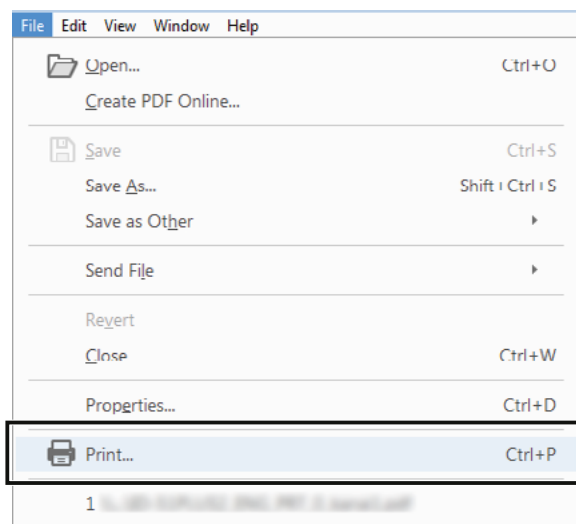 File Edit View Window Help
Open... Ctrl+O
Create PDF Online...
Save Ctrl+S
Save As... Shift+Ctrl+S
Save as Other
Send File
Revert
Close Ctrl+W
Properties... Ctrl+D
Print... Ctrl+P
1